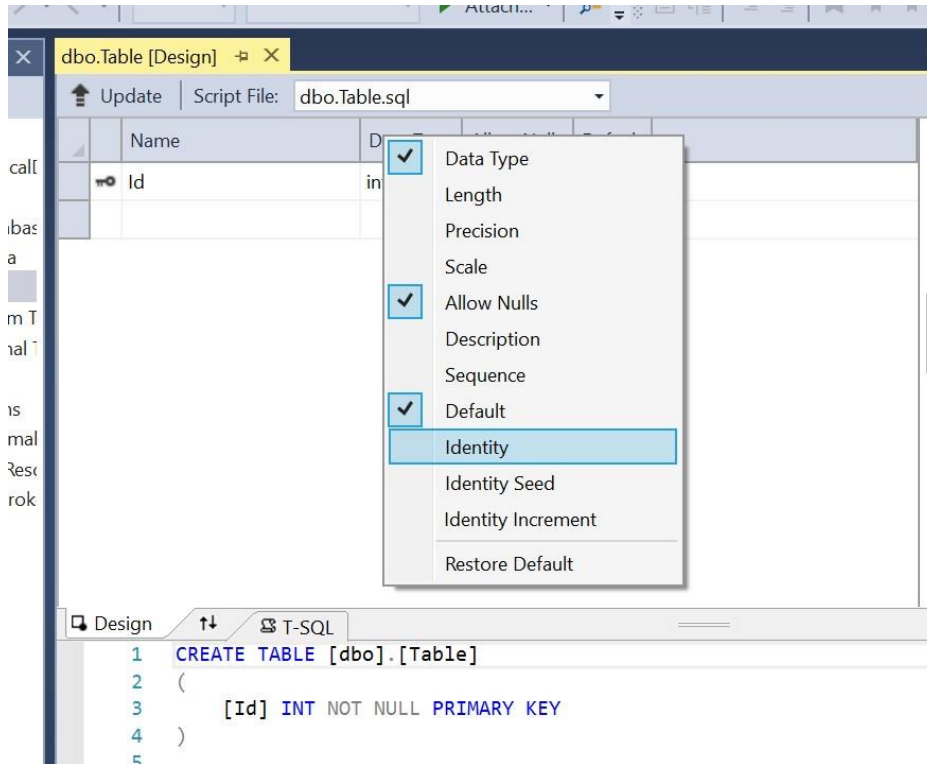 Attach...
dbo.Table [Design]
Update Script File: dbo.Table.sql
Name
Id
Data Type
Length
Precision
Scale
Allow Nulls
Description
Sequence
Default
Identity
Identity Seed
Identity Increment
Restore Default
Design T-SQL
1 CREATE TABLE [dbo].[Table]
2 (
3 [Id] INT NOT NULL PRIMARY KEY
4 )
5